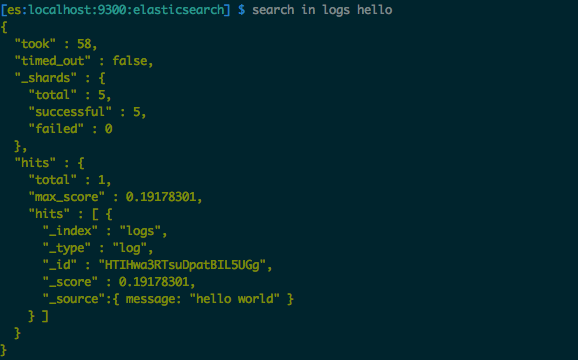 [es:localhost:9300:elasticsearch] $ search in logs hello
{
  "took" : 58,
  "timed_out" : false,
  "_shards" : {
    "total" : 5,
    "successful" : 5,
    "failed" : 0
  },
  "hits" : {
    "total" : 1,
    "max_score" : 0.19178301,
    "hits" : [ {
      "_index" : "logs",
      "_type" : "log",
      "_id" : "HTIHwa3RTsuDpatBIL5UGg",
      "_score" : 0.19178301,
      "_source":{ message: "hello world" }
    } ]
  }
}